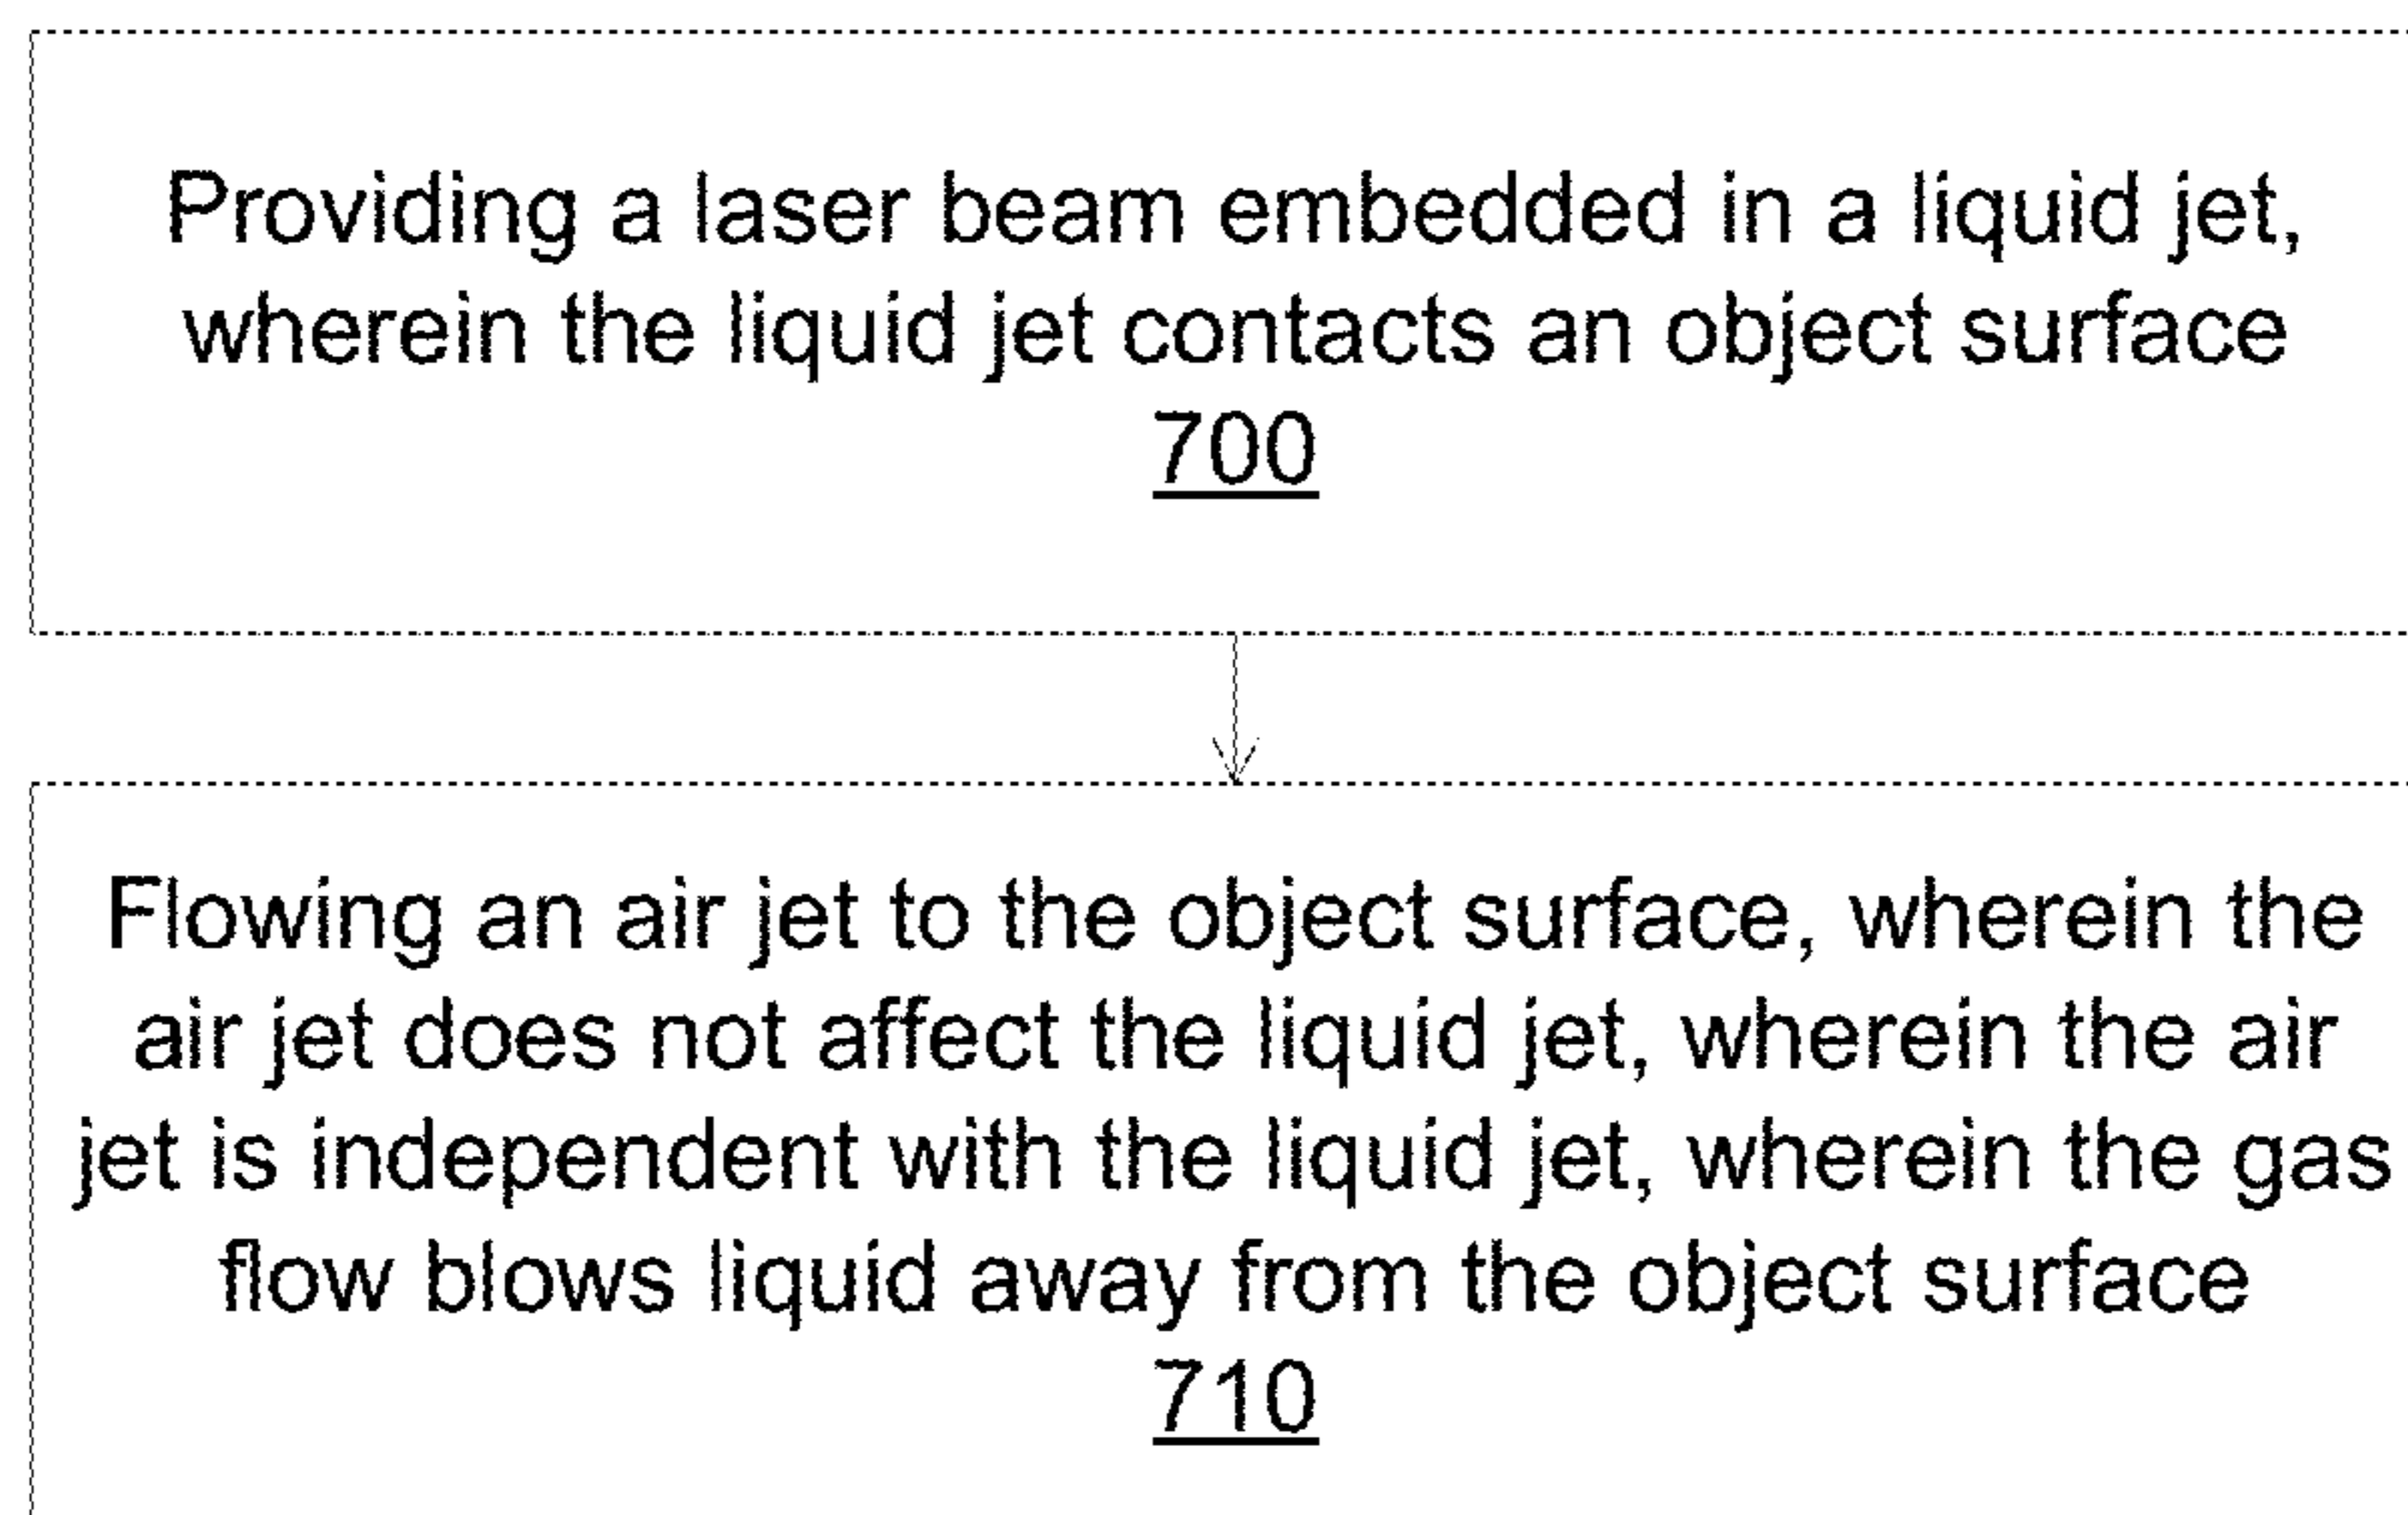 Providing a laser beam embedded in a liquid jet,
wherein the liquid jet contacts an object surface
700
Flowing an air jet to the object surface, wherein the
air jet does not affect the liquid jet, wherein the air
jet is independent with the liquid jet, wherein the gas
flow blows liquid away from the object surface
710